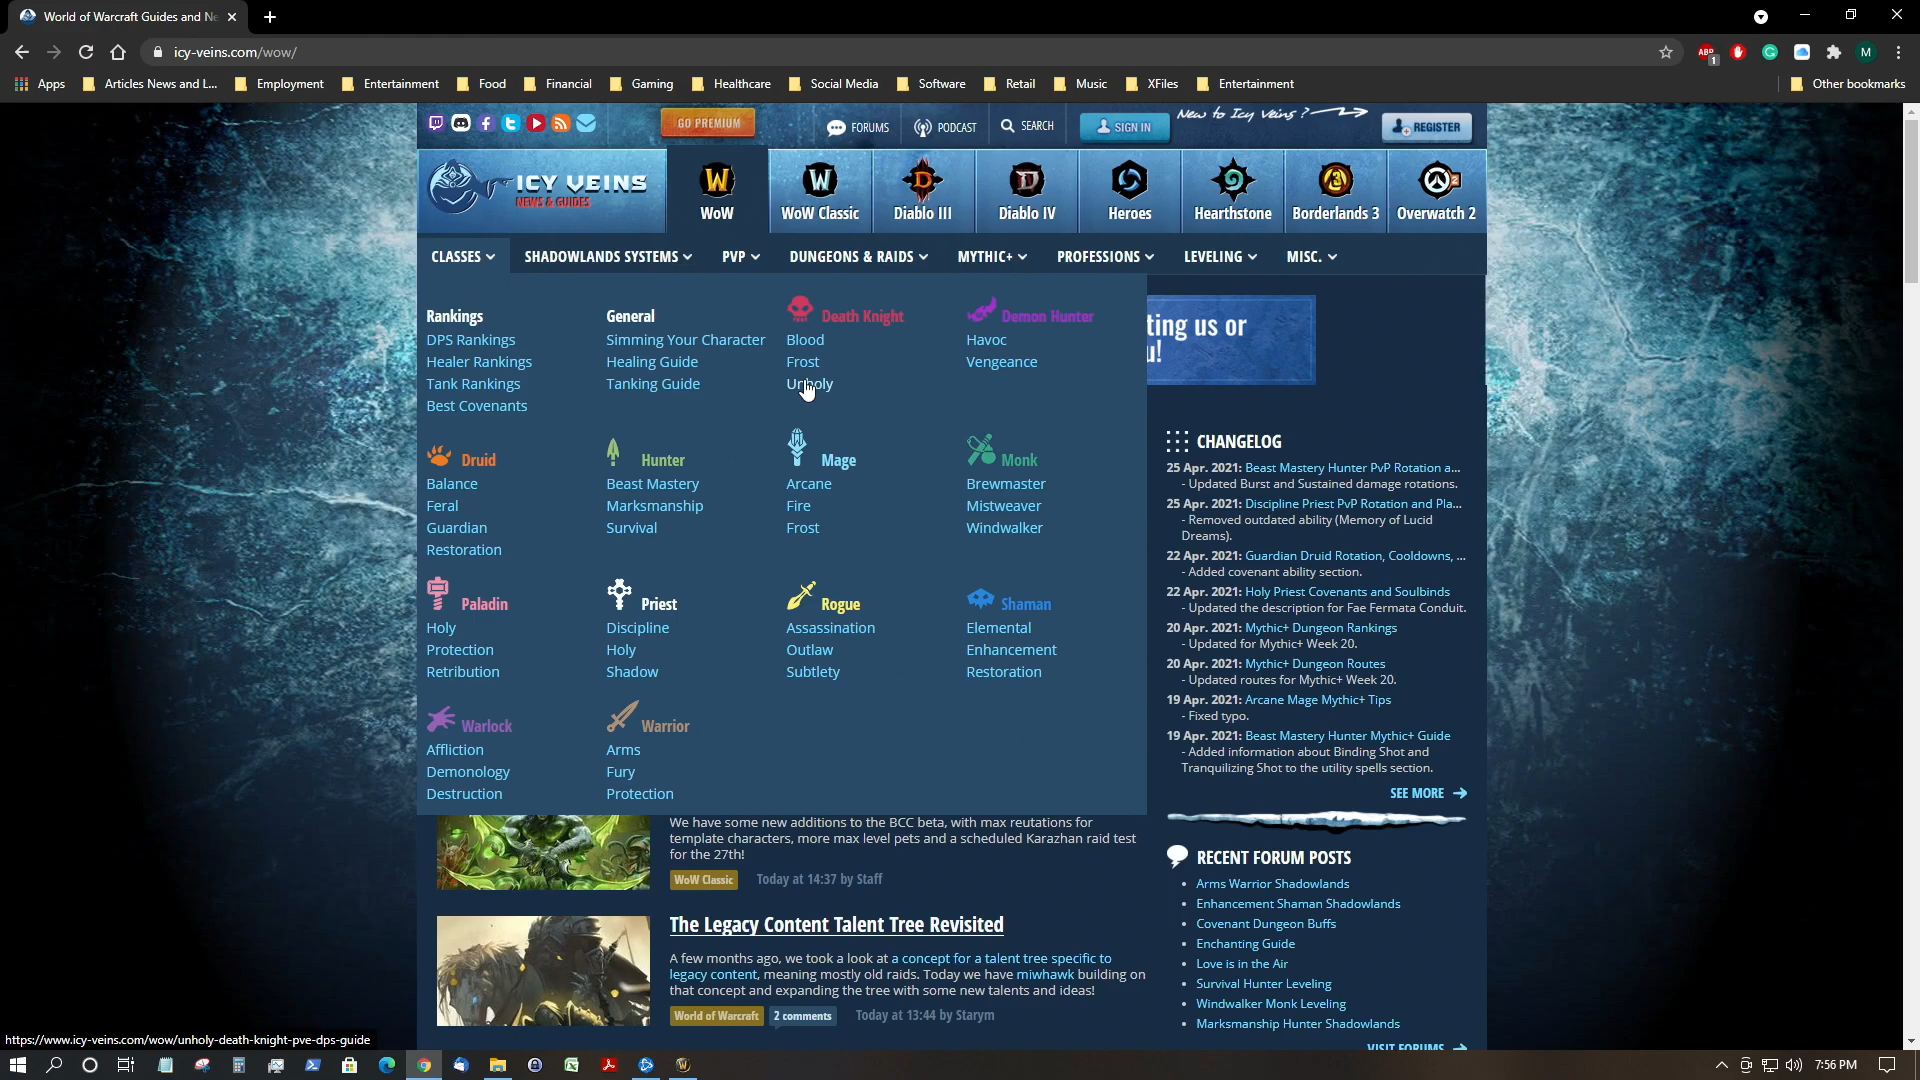 World of Warcraft Guides and Ne
icy-veins.com/wow/
ABP
1
M
Apps
Articles News and L...
Employment
Entertainment
Food
Financial
Gaming
Healthcare
Social Media
Software
Retail
Music
XFiles
Entertainment
Other bookmarks
GO PREMIUM
FORUMS
PODCAST
SEARCH
SIGN IN
New to Icy Veins?
REGISTER
ICY VEINS
NEWS & GUIDES
WoW
WoW Classic
Diablo III
Diablo IV
Heroes
Hearthstone
Borderlands 3
Overwatch 2
CLASSES
SHADOWLANDS SYSTEMS
PVP
DUNGEONS & RAIDS
MYTHIC+
PROFESSIONS
LEVELING
MISC.
Rankings
DPS Rankings
Healer Rankings
Tank Rankings
Best Covenants
General
Simming Your Character
Healing Guide
Tanking Guide
Death Knight
Blood
Frost
Unholy
Demon Hunter
Havoc
Vengeance
Druid
Balance
Feral
Guardian
Restoration
Hunter
Beast Mastery
Marksmanship
Survival
Mage
Arcane
Fire
Frost
Monk
Brewmaster
Mistweaver
Windwalker
Paladin
Holy
Protection
Retribution
Priest
Discipline
Holy
Shadow
Rogue
Assassination
Outlaw
Subtlety
Shaman
Elemental
Enhancement
Restoration
Warlock
Affliction
Demonology
Destruction
Warrior
Arms
Fury
Protection
ting us or
u!
CHANGELOG
25 Apr. 2021: Beast Mastery Hunter PvP Rotation a...
- Updated Burst and Sustained damage rotations.
25 Apr. 2021: Discipline Priest PvP Rotation and Pla...
- Removed outdated ability (Memory of Lucid
Dreams).
22 Apr. 2021: Guardian Druid Rotation, Cooldowns, ...
- Added covenant ability section.
22 Apr. 2021: Holy Priest Covenants and Soulbinds
- Updated the description for Fae Fermata Conduit.
20 Apr. 2021: Mythic+ Dungeon Rankings
- Updated for Mythic+ Week 20.
20 Apr. 2021: Mythic+ Dungeon Routes
- Updated routes for Mythic+ Week 20.
19 Apr. 2021: Arcane Mage Mythic+ Tips
- Fixed typo.
19 Apr. 2021: Beast Mastery Hunter Mythic+ Guide
- Added information about Binding Shot and
Tranquilizing Shot to the utility spells section.
SEE MORE
We have some new additions to the BCC beta, with max reutations for
template characters, more max level pets and a scheduled Karazhan raid test
for the 27th!
WoW Classic
Today at 14:37 by Staff
The Legacy Content Talent Tree Revisited
A few months ago, we took a look at a concept for a talent tree specific to
legacy content, meaning mostly old raids. Today we have miwhawk building on
that concept and expanding the tree with some new talents and ideas!
World of Warcraft
2 comments
Today at 13:44 by Starym
RECENT FORUM POSTS
Arms Warrior Shadowlands
Enhancement Shaman Shadowlands
Covenant Dungeon Buffs
Enchanting Guide
Love is in the Air
Survival Hunter Leveling
Windwalker Monk Leveling
Marksmanship Hunter Shadowlands
VISIT FORUMS
https://www.icy-veins.com/wow/unholy-death-knight-pve-dps-guide
7:56 PM